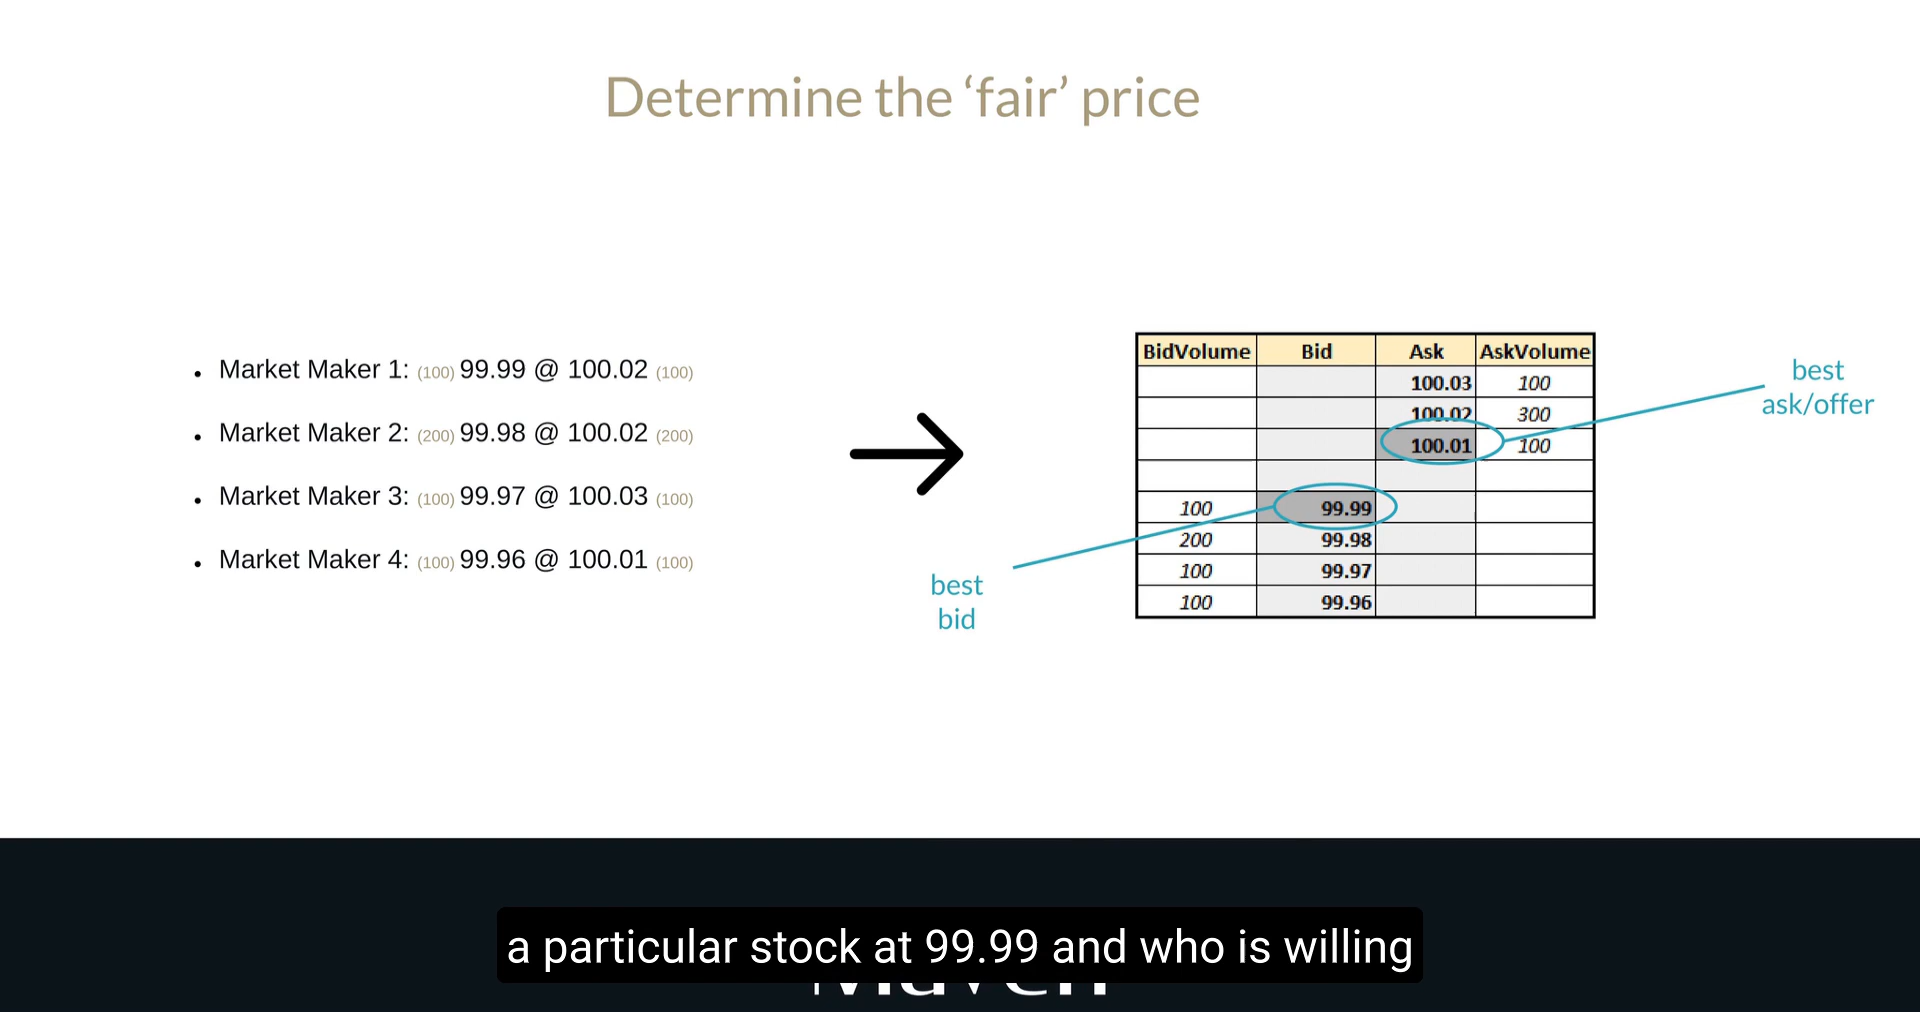 Determine the ‘fair’ price
• Market Maker 1: (100) 99.99 @ 100.02 (100)
• Market Maker 2: (200) 99.98 @ 100.02 (200)
• Market Maker 3: (100) 99.97 @ 100.03 (100)
• Market Maker 4: (100) 99.96 @ 100.01 (100)
best
bid
BidVolume Bid Ask AskVolume
100.03 100
100.02 300
100.01 100
100 99.99
200 99.98
100 99.97
100 99.96
best
ask/offer
a particular stock at 99.99 and who is willing